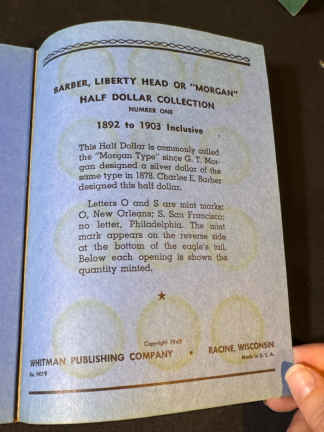 BARBER, LIBERTY HEAD OR "MORGAN"
HALF DOLLAR COLLECTION
NUMBER ONE
1892 to 1903 Inclusive
This Half Dollar is commonly called
the "Morgan Type" since G. T. Mor-
gan designed a silver dollar of the
same type in 1878. Charles E. Barber
designed this half dollar.
Letters O and S are mint marks:
O, New Orleans; S, San Francisco;
no letter, Philadelphia. The mint
mark appears on the reverse side
at the bottom of the eagle's tail.
Below each opening is shown the
quantity minted.
Copyright
WHITMAN PUBLISHING COMPANY • RACINE, WISCONSIN
Made in U. S. A.